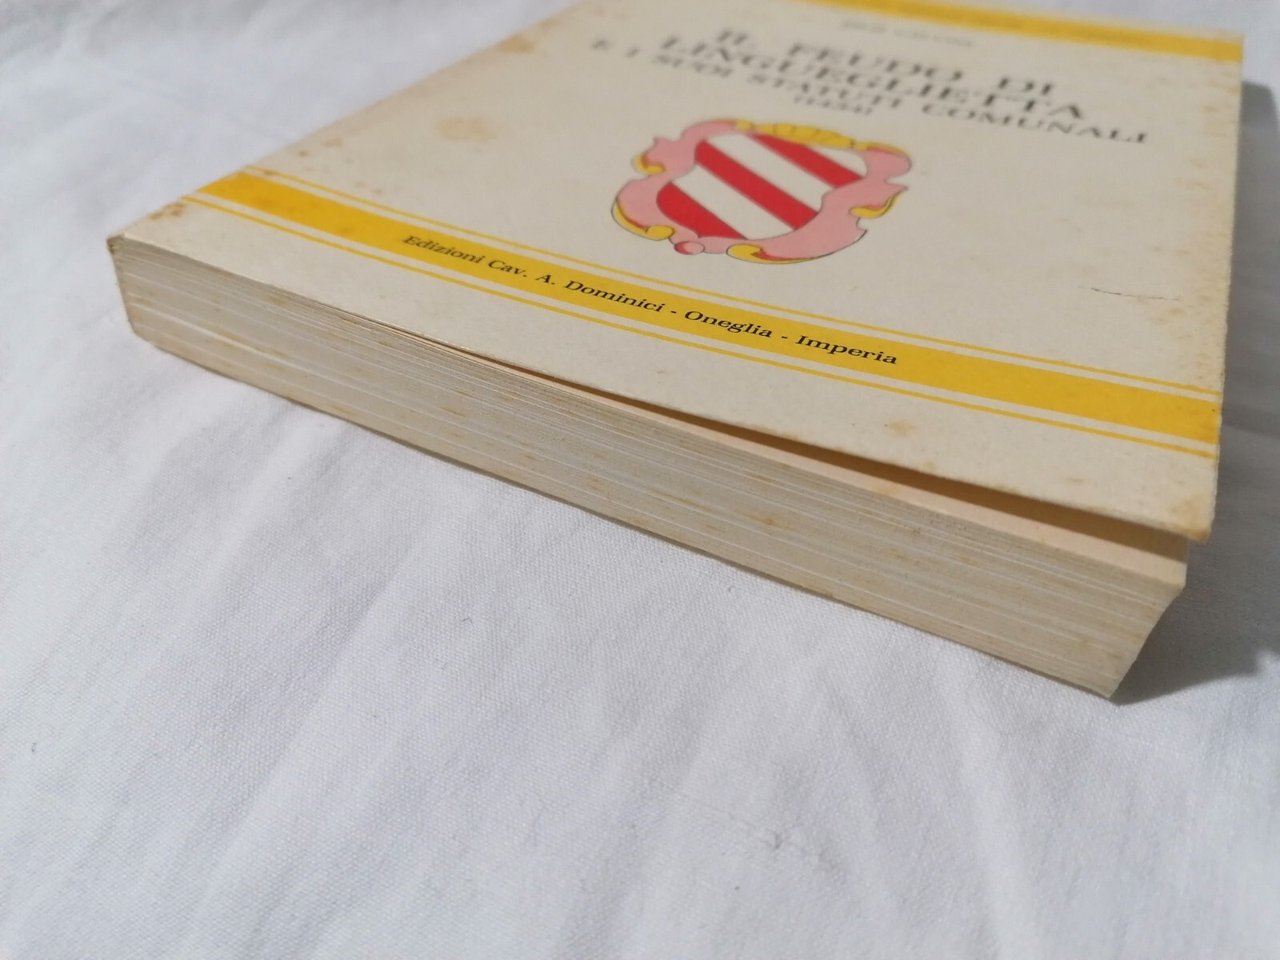 IL FEUDO DI
LINGUEGLIETTA
E I SUOI STATUTI COMUNALI
Edizioni Cav. A. Dominici - Oneglia - Imperia